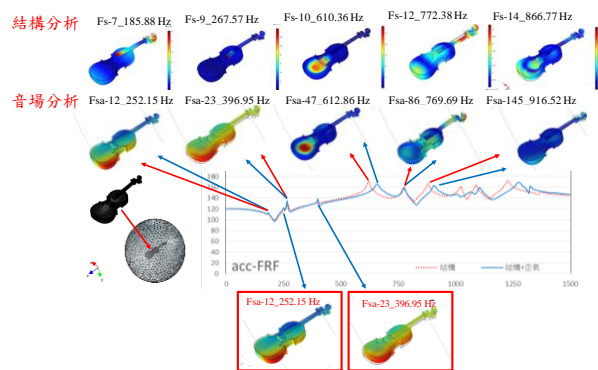 結構分析
Fs-7_185.88 Hz
Fs-9_267.57 Hz
Fs-10_610.36 Hz
Fs-12_772.38 Hz
Fs-14_866.77 Hz
音場分析
Fsa-12_252.15 Hz
Fsa-23_396.95 Hz
Fsa-47_612.86 Hz
Fsa-86_769.69 Hz
Fsa-145_916.52 Hz
180
160
140
120
100
80
60
40
20
0
acc-FRF
結構
結構+空氣
0
250
500
750
1000
1250
1500
Fsa-12_252.15 Hz
Fsa-23_396.95 Hz